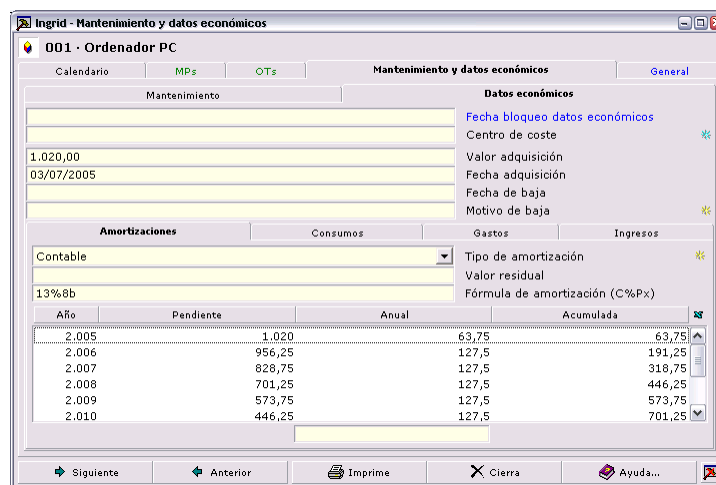 Ingrid - Mantenimiento y datos económicos
001 · Ordenador PC
Calendario MPs OTs Mantenimiento y datos económicos General
Mantenimiento Datos económicos
Fecha bloqueo datos económicos
Centro de coste
1.020,00 Valor adquisición
03/07/2005 Fecha adquisición
Fecha de baja
Motivo de baja
Amortizaciones Consumos Gastos Ingresos
Contable Tipo de amortización
Valor residual
13%8b Fórmula de amortización (C%Px)
Año Pendiente Anual Acumulada
2.005 1.020 63,75 63,75
2.006 956,25 127,5 191,25
2.007 828,75 127,5 318,75
2.008 701,25 127,5 446,25
2.009 573,75 127,5 573,75
2.010 446,25 127,5 701,25
Siguiente Anterior Imprime Cierra Ayuda...